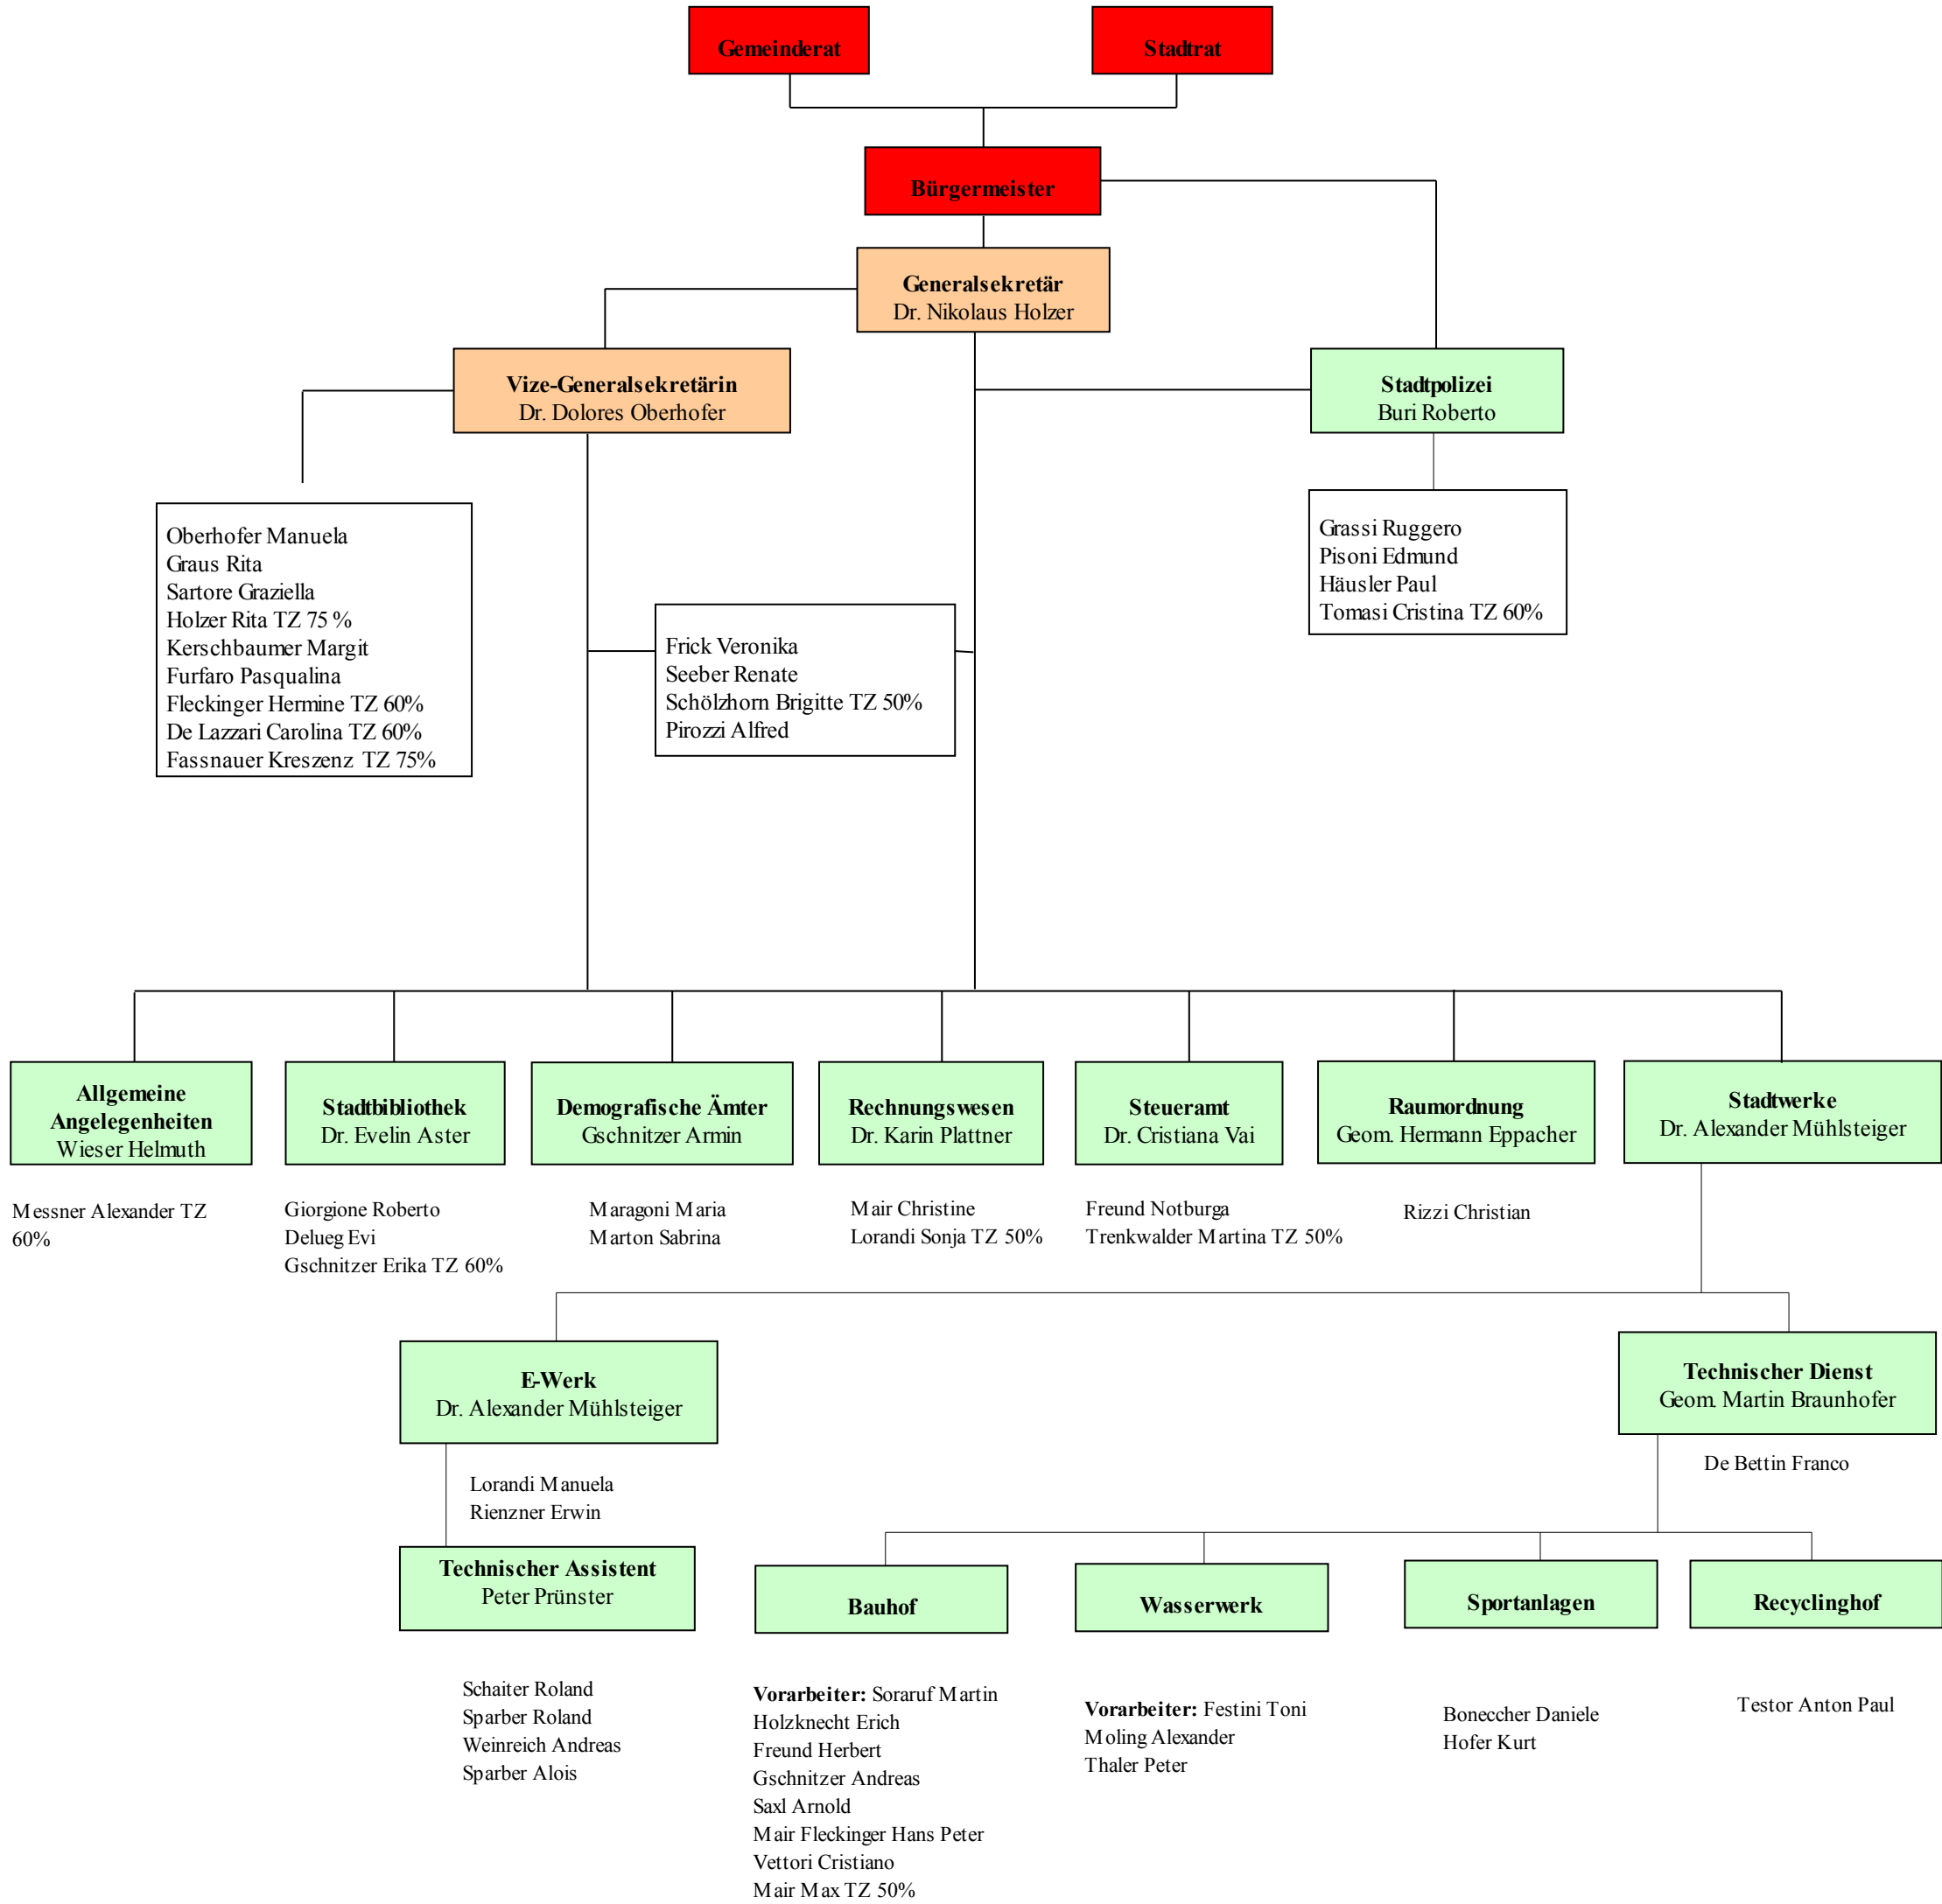 Gemeinderat
Stadtrat
Bürgermeister
Generalsekretär
Dr. Nikolaus Holzer
Vize-Generalsekretärin
Dr. Dolores Oberhofer
Stadtpolizei
Buri Roberto
Oberhofer Manuela
Graus Rita
Sartore Graziella
Holzer Rita TZ 75 %
Kerschbaumer Margit
Furfaro Pasqualina
Fleckinger Hermine TZ 60%
De Lazzari Carolina TZ 60%
Fassnauer Kreszenz TZ 75%
Frick Veronika
Seeber Renate
Schölzhorn Brigitte TZ 50%
Pirozzi Alfred
Grassi Ruggero
Pisoni Edmund
Häusler Paul
Tomasi Cristina TZ 60%
Allgemeine
Angelegenheiten
Wieser Helmuth
Stadtbibliothek
Dr. Evelin Aster
Demografische Ämter
Gschnitzer Armin
Rechnungswesen
Dr. Karin Plattner
Steueramt
Dr. Cristiana Vai
Raumordnung
Geom. Hermann Eppacher
Stadtwerke
Dr. Alexander Mühlsteiger
Messner Alexander TZ
60%
Giorgione Roberto
Delueg Evi
Gschnitzer Erika TZ 60%
Maragoni Maria
Marton Sabrina
Mair Christine
Lorandi Sonja TZ 50%
Freund Notburga
Trenkwalder Martina TZ 50%
Rizzi Christian
E-Werk
Dr. Alexander Mühlsteiger
Technischer Dienst
Geom. Martin Braunhofer
Lorandi Manuela
Rienzner Erwin
De Bettin Franco
Technischer Assistent
Peter Prünster
Bauhof
Wasserwerk
Sportanlagen
Recyclinghof
Schaiter Roland
Sparber Roland
Weinreich Andreas
Sparber Alois
Vorarbeiter: Soraruf Martin
Holzknecht Erich
Freund Herbert
Gschnitzer Andreas
Saxl Arnold
Mair Fleckinger Hans Peter
Vettori Cristiano
Mair Max TZ 50%
Vorarbeiter: Festini Toni
Moling Alexander
Thaler Peter
Boneccher Daniele
Hofer Kurt
Testor Anton Paul